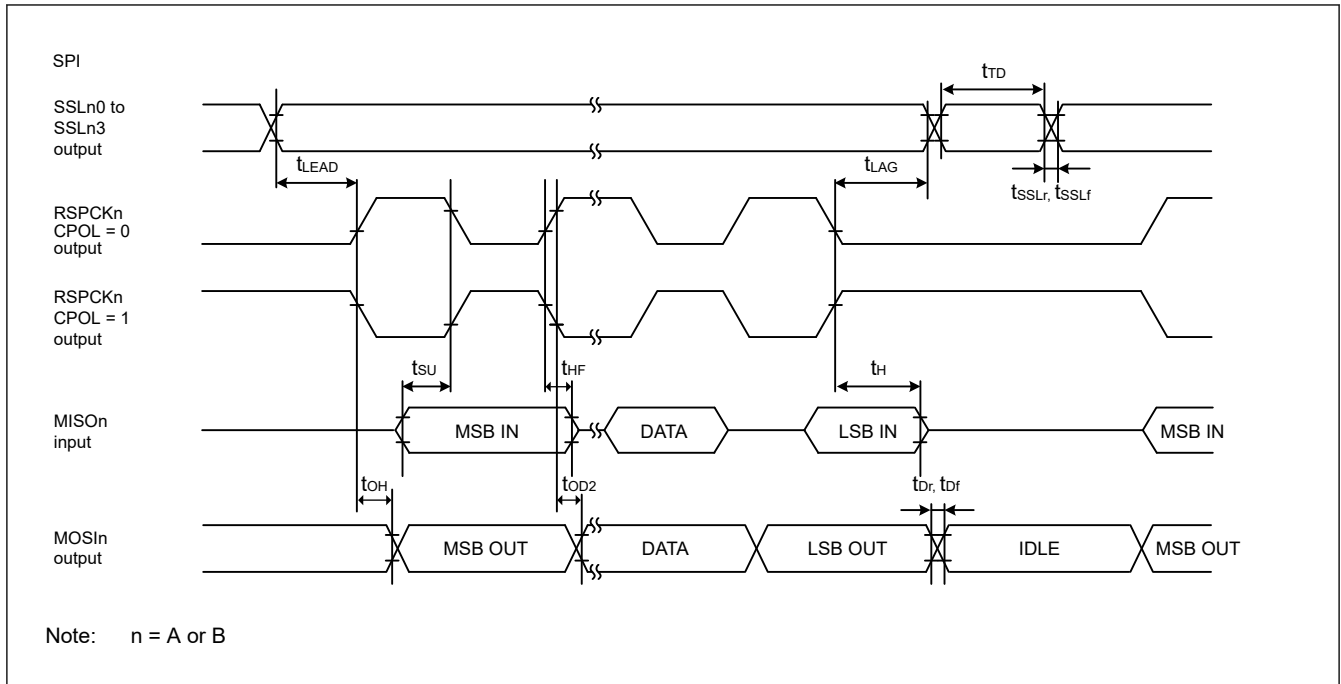 SPI
tTD
SSLn0 to
SSLn3
output
tLEAD
tLAG
tSSLr, tSSLf
RSPCKn
CPOL = 0
output
RSPCKn
CPOL = 1
output
tSU
tHF
tH
MISOn
input
MSB IN
DATA
LSB IN
MSB IN
tOH
tOD2
tDr, tDf
MOSIn
output
MSB OUT
DATA
LSB OUT
IDLE
MSB OUT
Note: n = A or B